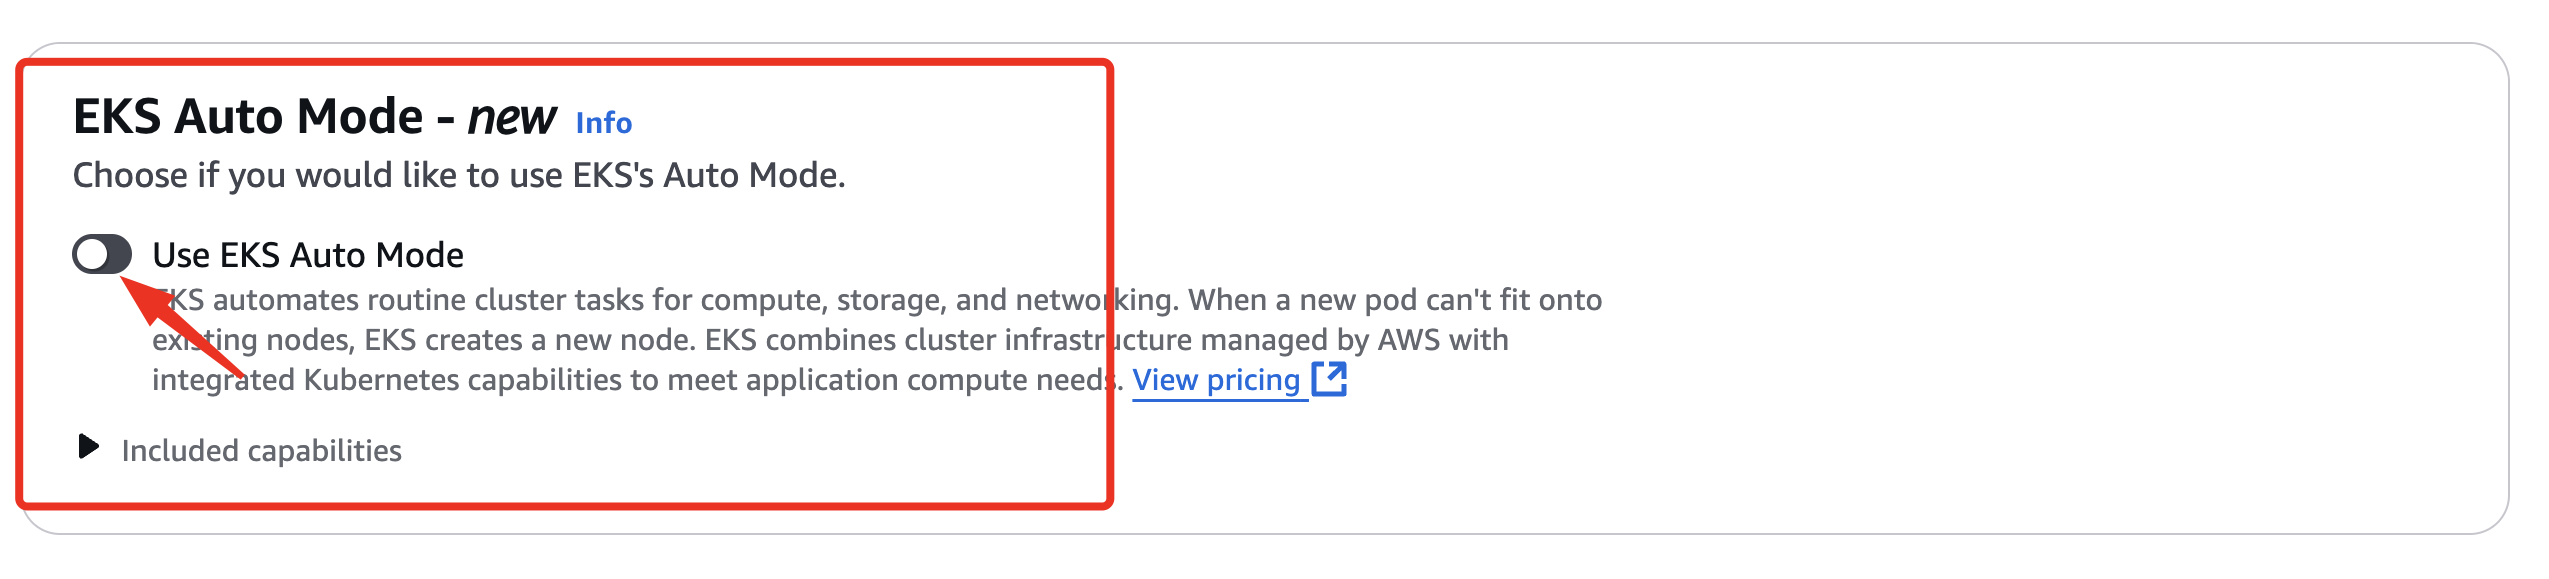 EKS Auto Mode - new Info
Choose if you would like to use EKS's Auto Mode.
Use EKS Auto Mode
EKS automates routine cluster tasks for compute, storage, and networking. When a new pod can't fit onto
existing nodes, EKS creates a new node. EKS combines cluster infrastructure managed by AWS with
integrated Kubernetes capabilities to meet application compute needs. View pricing
Included capabilities